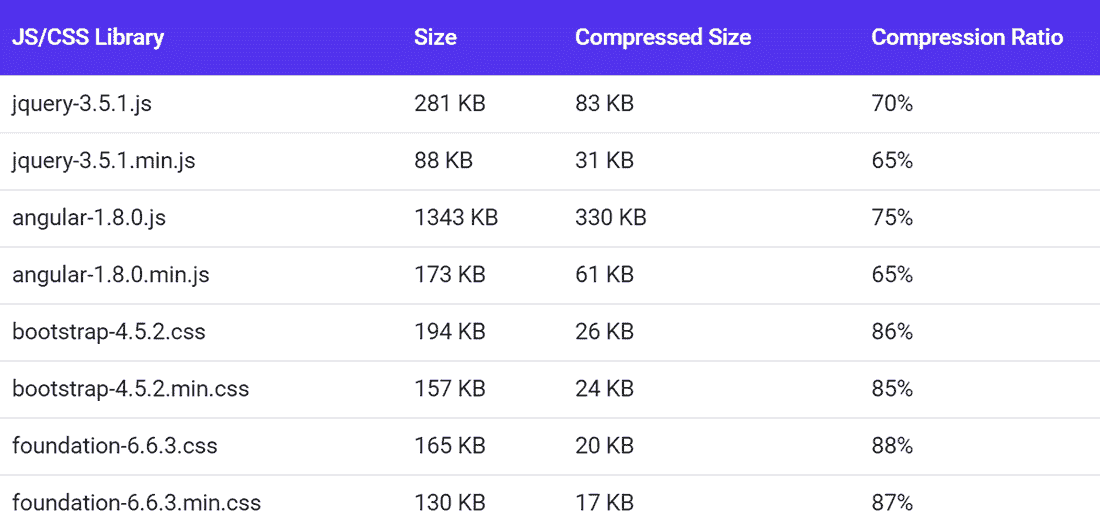 JS/CSS Library Size Compressed Size Compression Ratio
jquery-3.5.1.js 281 KB 83 KB 70%
jquery-3.5.1.min.js 88 KB 31 KB 65%
angular-1.8.0.js 1343 KB 330 KB 75%
angular-1.8.0.min.js 173 KB 61 KB 65%
bootstrap-4.5.2.css 194 KB 26 KB 86%
bootstrap-4.5.2.min.css 157 KB 24 KB 85%
foundation-6.6.3.css 165 KB 20 KB 88%
foundation-6.6.3.min.css 130 KB 17 KB 87%